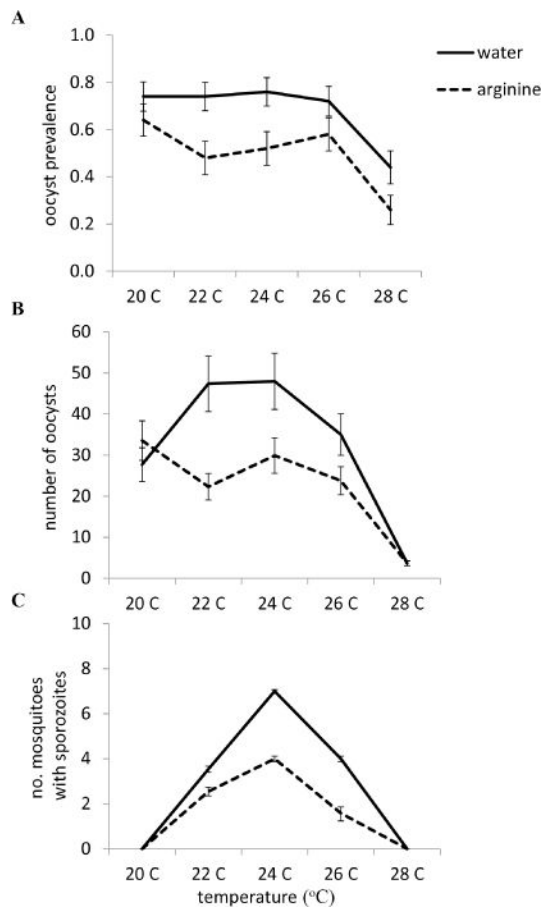 A
1.0
0.8
0.6
0.4
0.2
0.0
oocyst prevalence
20 C 22 C 24 C 26 C 28 C
water
arginine
B
60
50
40
30
20
10
0
number of oocysts
20 C 22 C 24 C 26 C 28 C
C
10
8
6
4
2
0
no. mosquitoes
with sporozoites
20 C 22 C 24 C 26 C 28 C
temperature (°C)